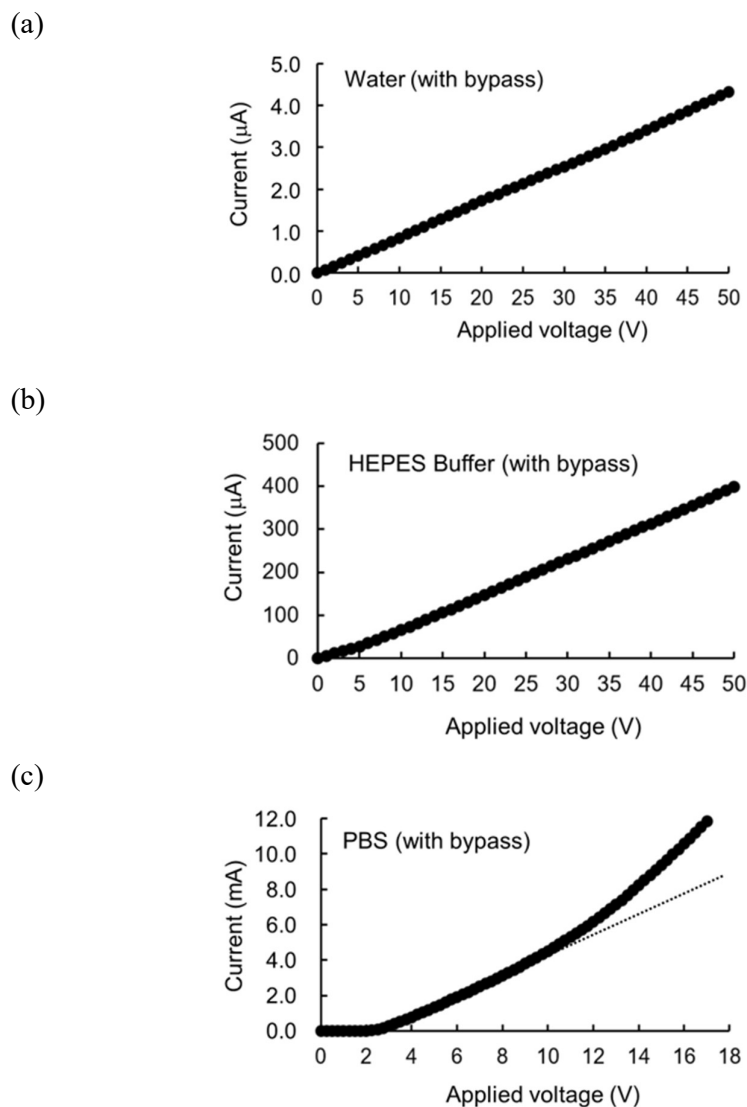 (a)
Water (with bypass)
Current (μA)
5.0
4.0
3.0
2.0
1.0
0.0
0 5 10 15 20 25 30 35 40 45 50
Applied voltage (V)
(b)
HEPES Buffer (with bypass)
Current (μA)
500
400
300
200
100
0
0 5 10 15 20 25 30 35 40 45 50
Applied voltage (V)
(c)
PBS (with bypass)
Current (mA)
12.0
10.0
8.0
6.0
4.0
2.0
0.0
0 2 4 6 8 10 12 14 16 18
Applied voltage (V)